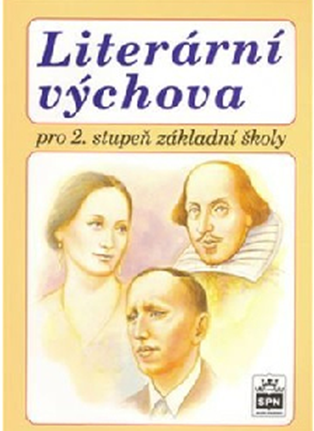 Literární
výchova
pro 2. stupeň základní školy
SPN